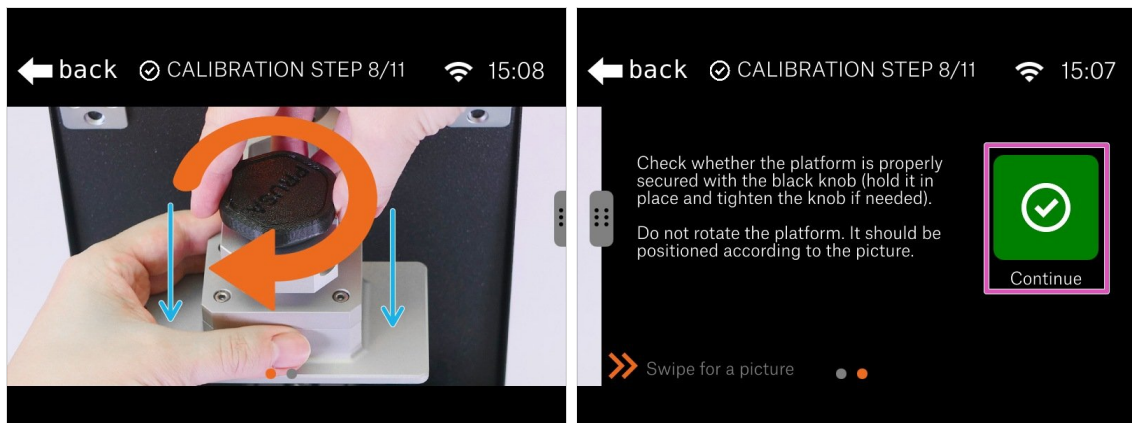 back CALIBRATION STEP 8/11 15:08
PRUSA
back CALIBRATION STEP 8/11 15:07
Check whether the platform is properly
secured with the black knob (hold it in
place and tighten the knob if needed).
Do not rotate the platform. It should be
positioned according to the picture.
Continue
Swipe for a picture